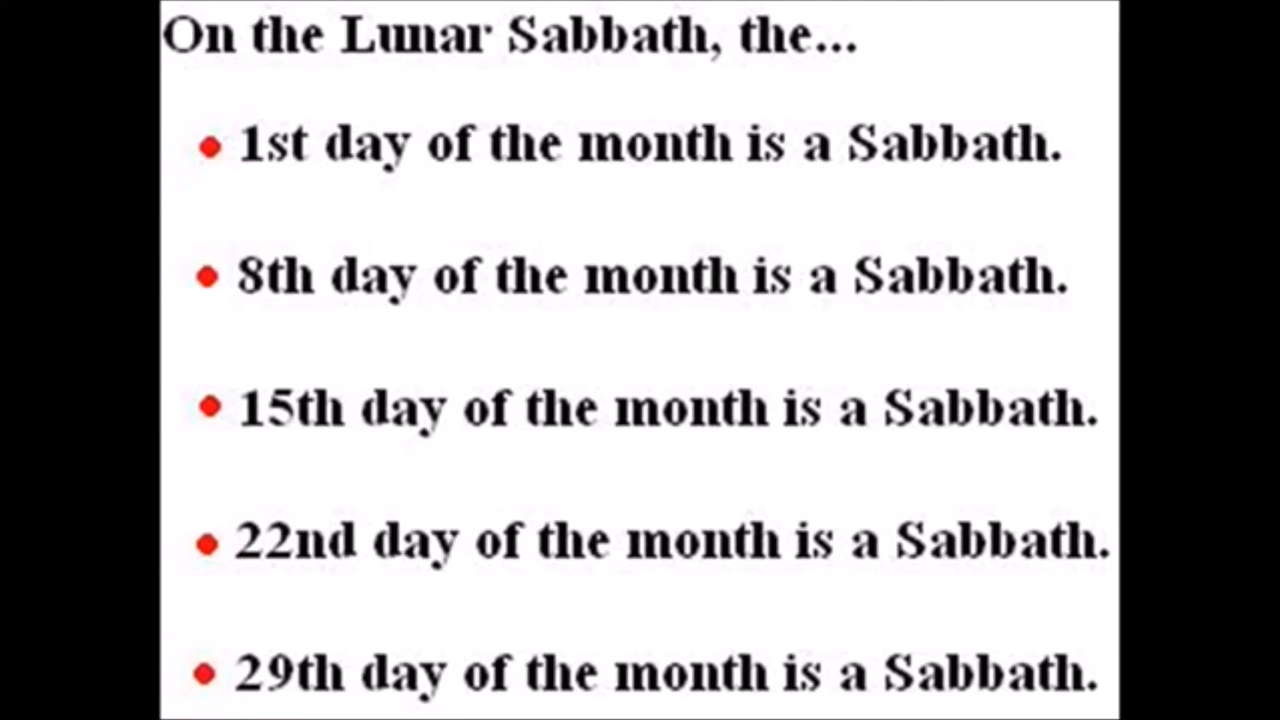 On the Lunar Sabbath, the...
• 1st day of the month is a Sabbath.
• 8th day of the month is a Sabbath.
• 15th day of the month is a Sabbath.
• 22nd day of the month is a Sabbath.
• 29th day of the month is a Sabbath.